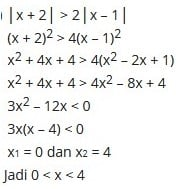 |x + 2| > 2|x – 1|
(x + 2)² > 4(x – 1)²
x² + 4x + 4 > 4(x² – 2x + 1)
x² + 4x + 4 > 4x² – 8x + 4
3x² – 12x < 0
3x(x – 4) < 0
x₁ = 0 dan x₂ = 4
Jadi 0 < x < 4